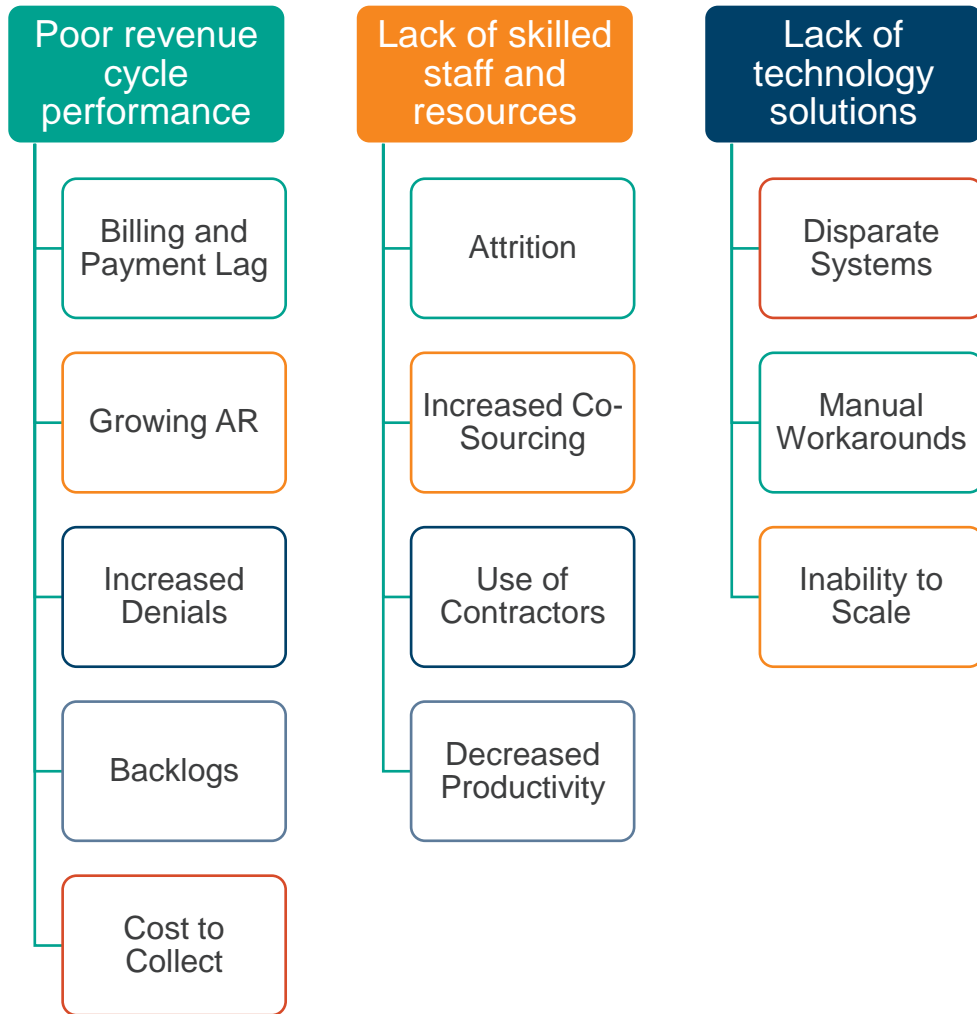 Poor revenue
cycle
performance
Billing and
Payment Lag
Growing AR
Increased
Denials
Backlogs
Cost to
Collect
Lack of skilled
staff and
resources
Attrition
Increased Co-
Sourcing
Use of
Contractors
Decreased
Productivity
Lack of
technology
solutions
Disparate
Systems
Manual
Workarounds
Inability to
Scale